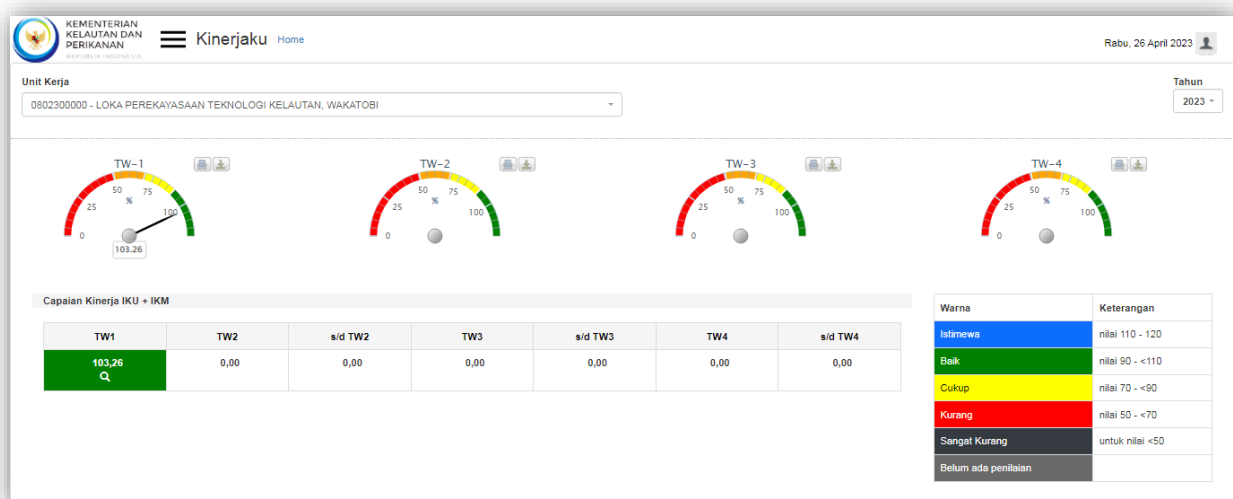 KEMENTERIAN
KELAUTAN DAN
PERIKANAN
REPUBLIK INDONESIA
Kinerjaku Home
Rabu, 26 April 2023
Unit Kerja
Tahun
0802300000 - LOKA PEREKAYASAAN TEKNOLOGI KELAUTAN, WAKATOBI
2023
TW-1
0 25 50 75 100
%
103.26
TW-2
0 25 50 75 100
%
TW-3
0 25 50 75 100
%
TW-4
0 25 50 75 100
%
Capaian Kinerja IKU + IKM
TW1 TW2 s/d TW2 TW3 s/d TW3 TW4 s/d TW4
103,26 0,00 0,00 0,00 0,00 0,00 0,00
Warna Keterangan
Istimewa nilai 110 - 120
Baik nilai 90 - <110
Cukup nilai 70 - <90
Kurang nilai 50 - <70
Sangat Kurang untuk nilai <50
Belum ada penilaian